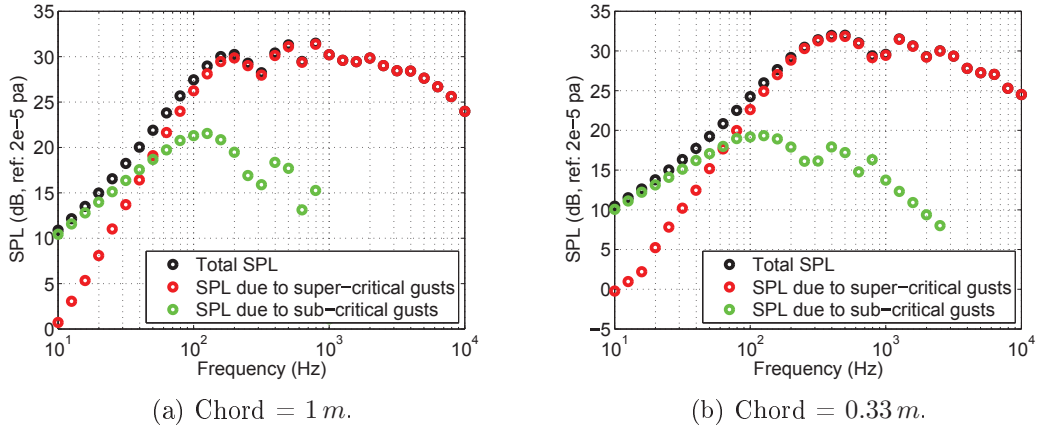 35
30
25
20
15
10
5
0
SPL (dB, ref. 2e-5 pa)
Total SPL
SPL due to super-critical gusts
SPL due to sub-critical gusts
10^1
10^2
10^3
10^4
Frequency (Hz)
(a) Chord = 1 m.
35
30
25
20
15
10
5
0
−5
SPL (dB, ref. 2e-5 pa)
Total SPL
SPL due to super-critical gusts
SPL due to sub-critical gusts
10^1
10^2
10^3
10^4
Frequency (Hz)
(b) Chord = 0.33 m.